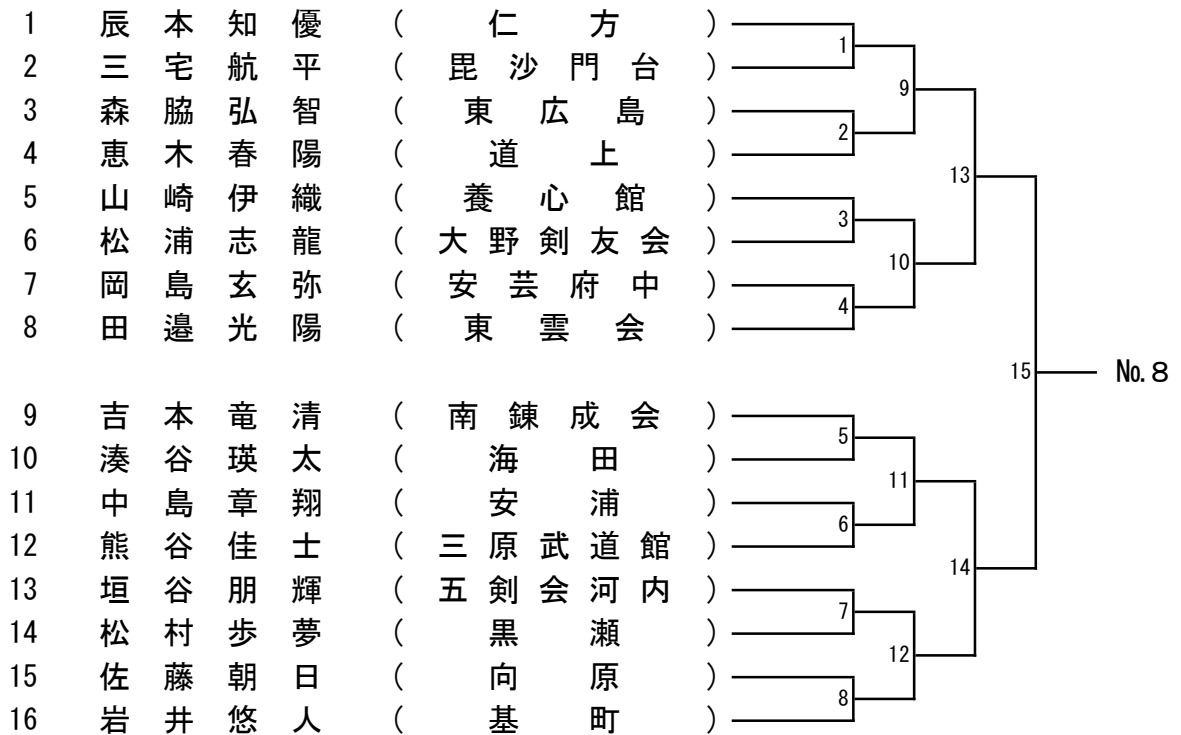 1 辰本知優 (仁方)
1
2 三宅航平 (毘沙門台)
9
3 森脇弘智 (東広島)
2
4 恵木春陽 (道上)
13
5 山崎伊織 (養心館)
3
6 松浦志龍 (大野剣友会)
10
7 岡島玄弥 (安芸府中)
4
8 田邉光陽 (東雲会)
15 №8
9 吉本竜清 (南錬成会)
5
10 湊谷瑛太 (海田)
11
11 中島章翔 (安浦)
6
12 熊谷佳士 (三原武道館)
14
13 垣谷朋輝 (五剣会河内)
7
14 松村歩夢 (黒瀬)
12
15 佐藤朝日 (向原)
8
16 岩井悠人 (基町)